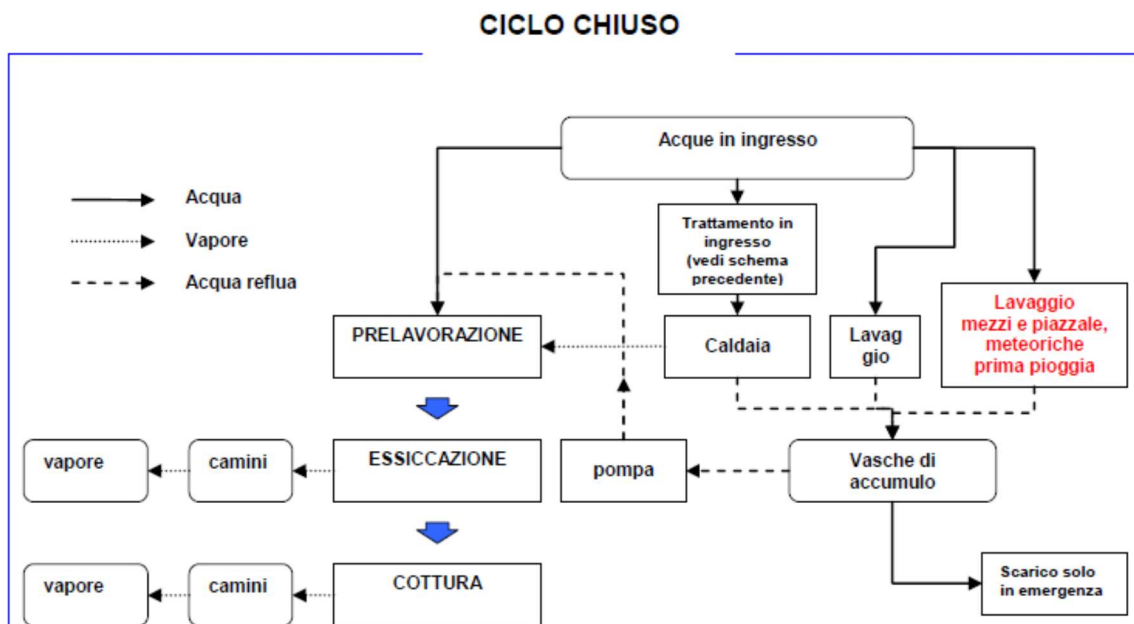 CICLO CHIUSO
Acque in ingresso
Acqua
Vapore
Acqua reflua
Trattamento in
ingresso
(vedi schema
precedente)
PRELAVORAZIONE
Caldaia
Lavag
gio
Lavaggio
mezzi e piazzale,
meteoriche
prima pioggia
vapore
camini
ESSICCAZIONE
pompa
Vasche di
accumulo
vapore
camini
COTTURA
Scarico solo
in emergenza